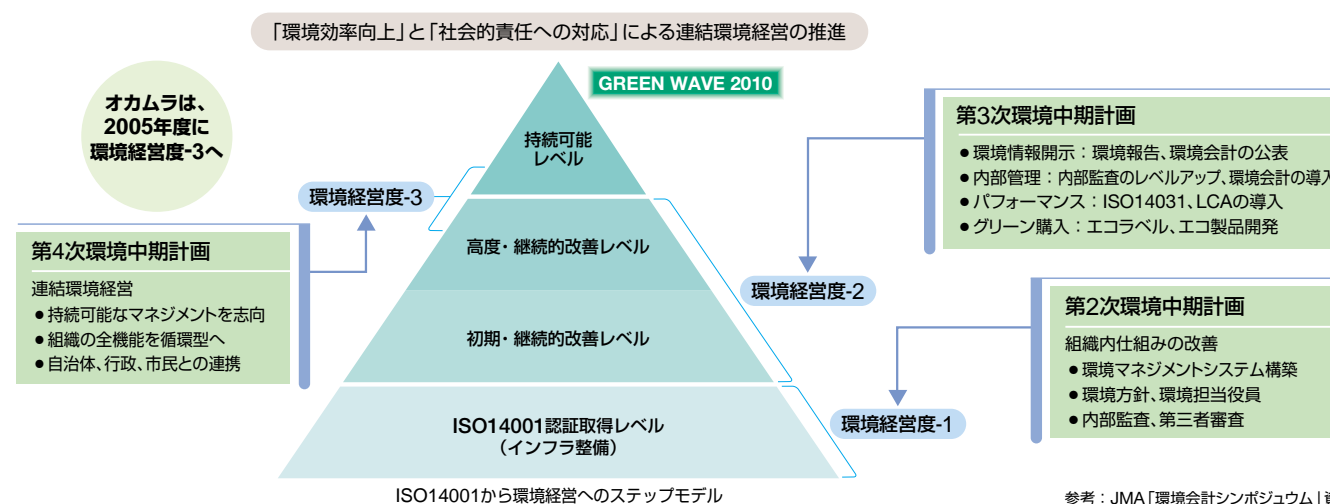 「環境効率向上」と「社会的責任への対応」による連結環境経営の推進
オカムラは、
2005年度に
環境経営度-3へ
GREEN WAVE 2010
持続可能
レベル
高度・継続的改善レベル
初期・継続的改善レベル
ISO14001認証取得レベル
（インフラ整備）
ISO14001から環境経営へのステップモデル
環境経営度-3
第4次環境中期計画
連結環境経営
●持続可能なマネジメントを志向
●組織の全機能を循環型へ
●自治体、行政、市民との連携
環境経営度-2
第3次環境中期計画
●環境情報開示：環境報告、環境会計の公表
●内部管理：内部監査のレベルアップ、環境会計の導入
●パフォーマンス：ISO14031、LCAの導入
●グリーン購入：エコラベル、エコ製品開発
環境経営度-1
第2次環境中期計画
組織内仕組みの改善
●環境マネジメントシステム構築
●環境方針、環境担当役員
●内部監査、第三者審査
参考：JMA「環境会計シンポジュウム」